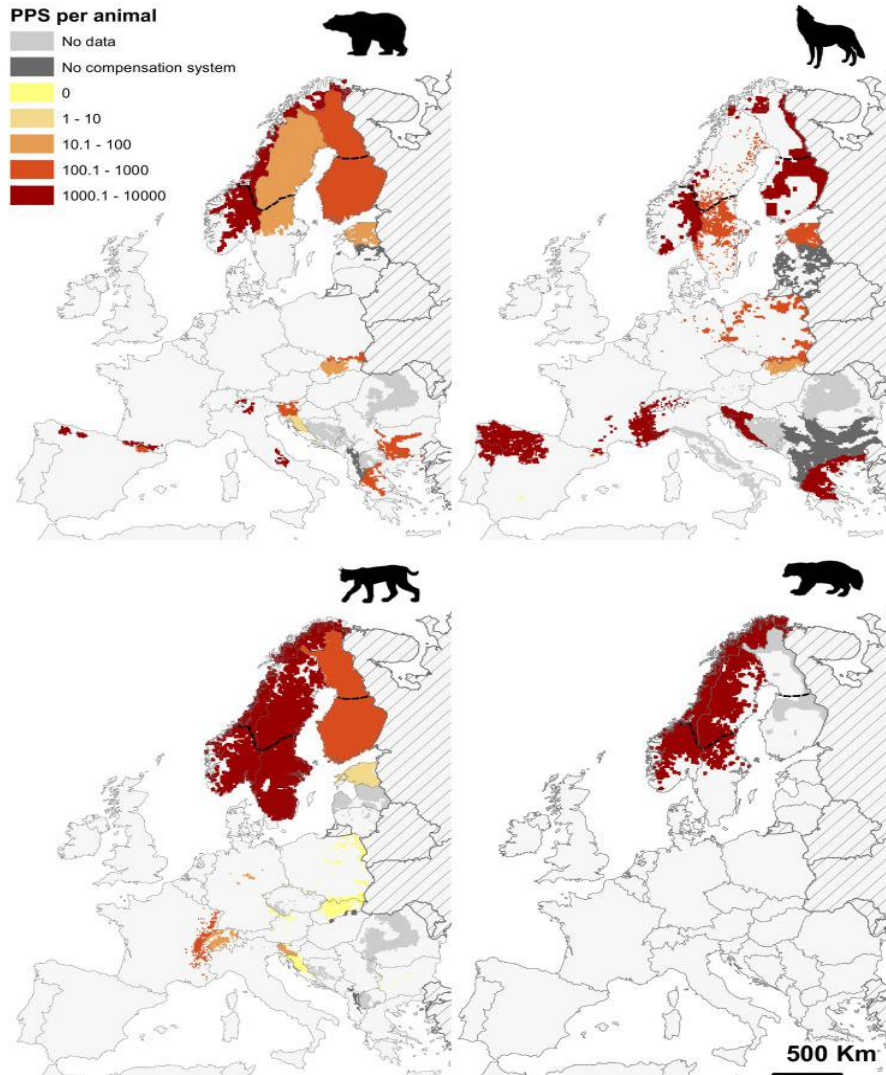 PPS per animal
No data
No compensation system
0
1 - 10
10.1 - 100
100.1 - 1000
1000.1 - 10000
500 Km